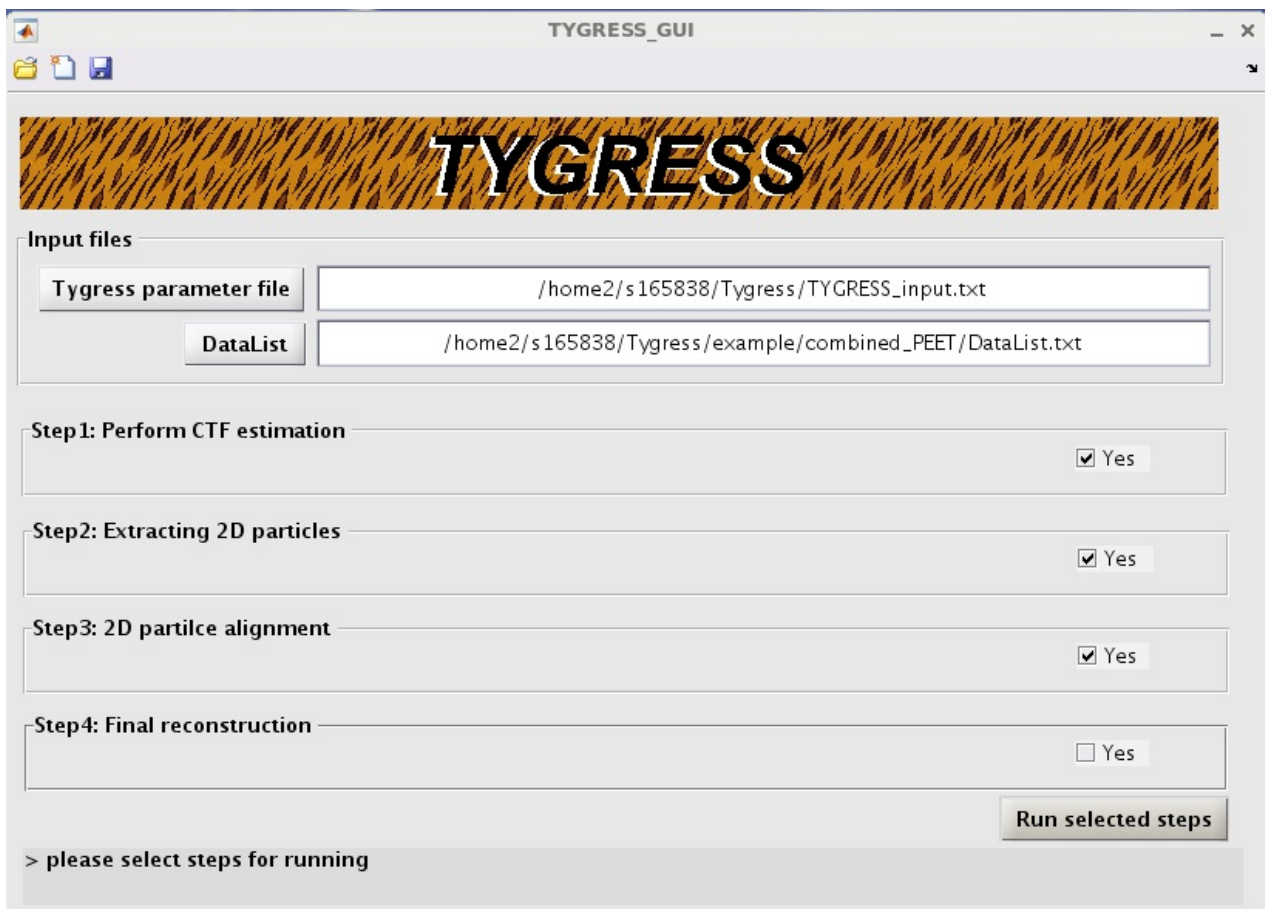 TYGRESS_GUI
TYGRESS
Input files
Tygress parameter file /home2/s165838/Tygress/TYGRESS_input.txt
DataList /home2/s165838/Tygress/example/combined_PEET/DataList.txt
Step1: Perform CTF estimation
Yes
Step2: Extracting 2D particles
Yes
Step3: 2D partilce alignment
Yes
Step4: Final reconstruction
Yes
Run selected steps
> please select steps for running